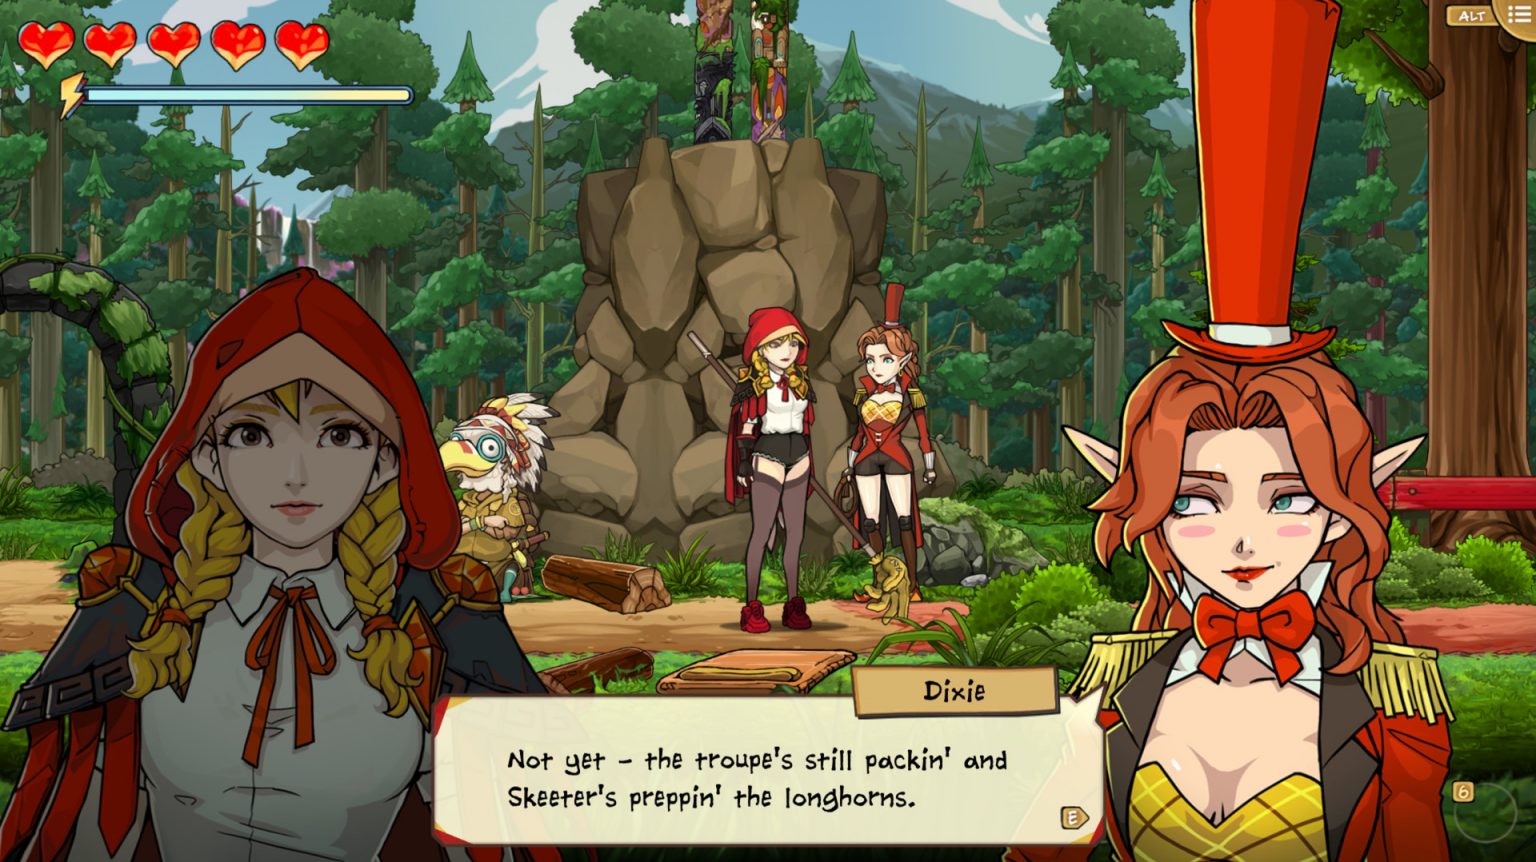 ALT
Dixie
Not yet – the troupe's still packin' and
Skeeter's preppin' the longhorns.
E
6